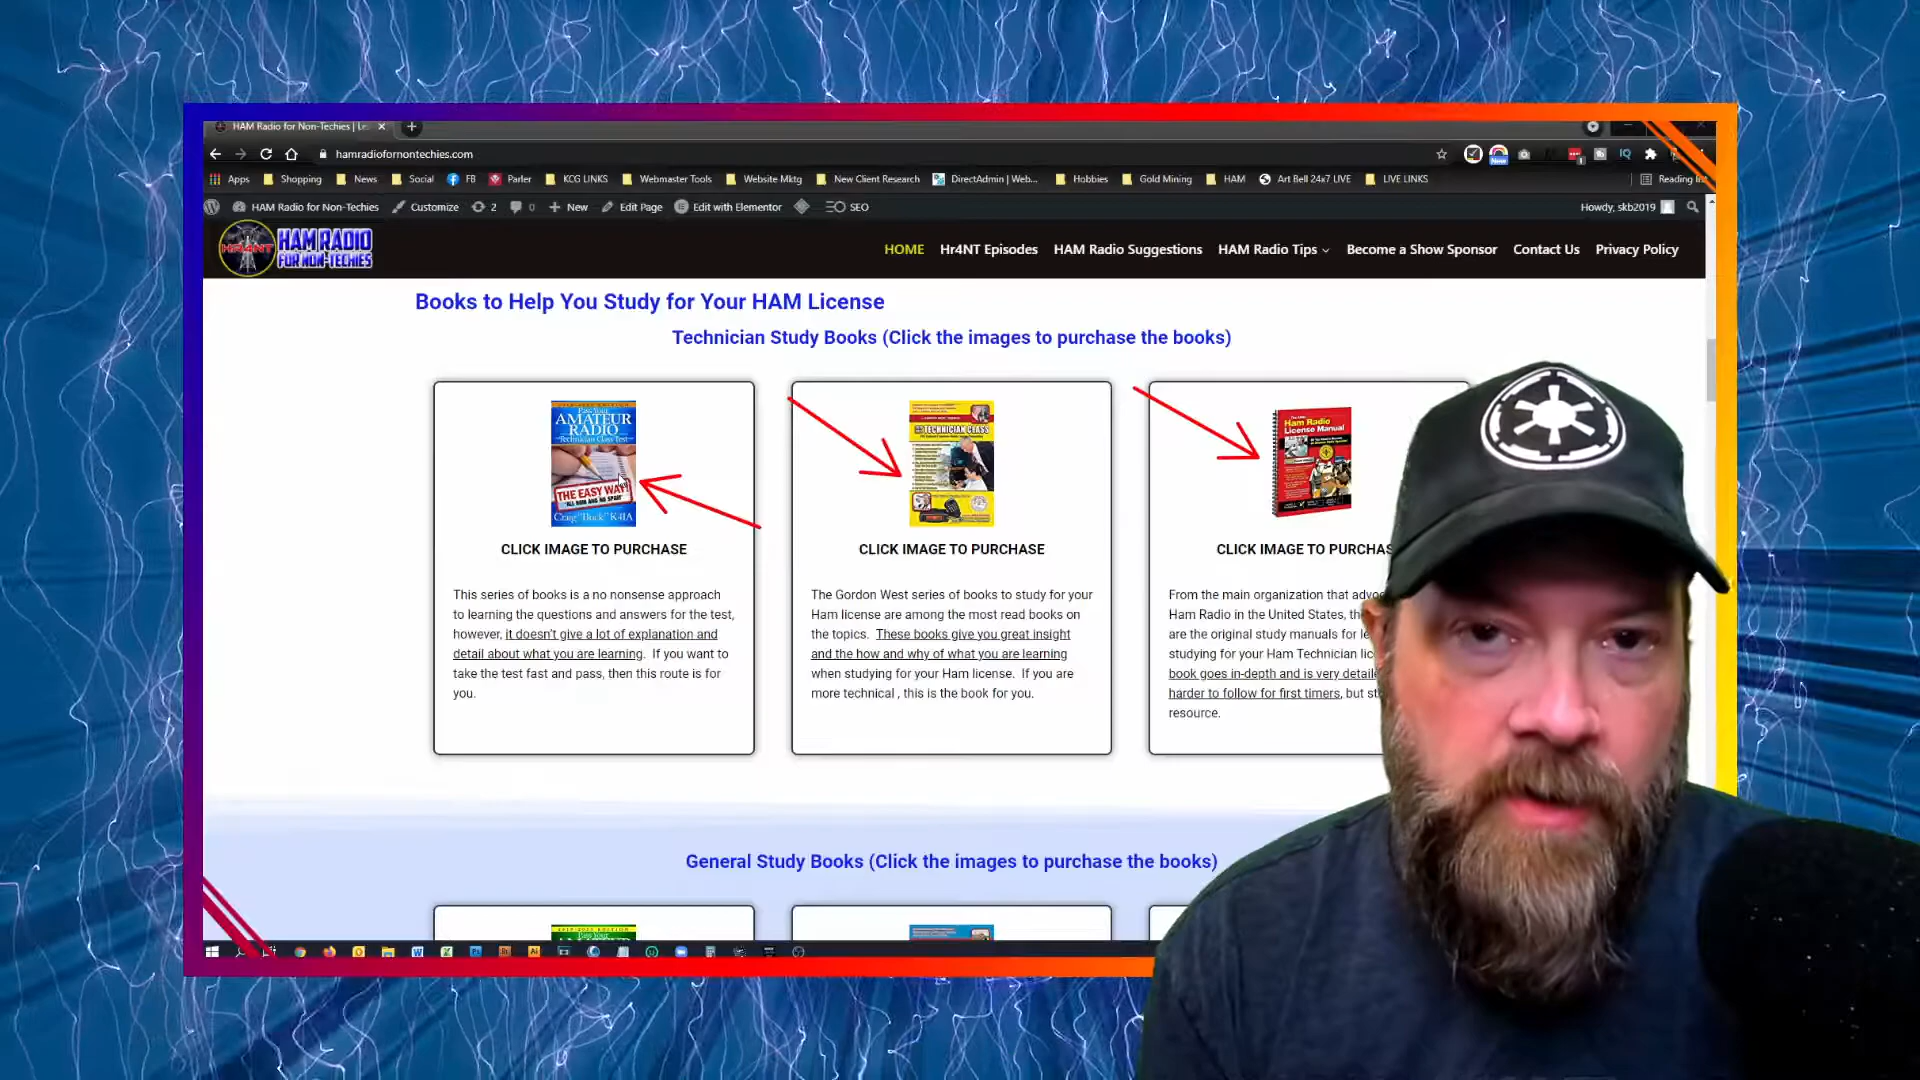 HAM Radio for Non-Techies | Le
hamradiofornontechies.com
Apps Shopping News Social FB Parler KCG LINKS Webmaster Tools Website Mktg New Client Research DirectAdmin | Web... Hobbies Gold Mining HAM Art Bell 24x7 LIVE LIVE LINKS Reading list
HAM Radio for Non-Techies Customize 2 0 New Edit Page Edit with Elementor SEO Howdy, skb2019
HR4NT HAM RADIO
FOR NON-TECHIES
HOME Hr4NT Episodes HAM Radio Suggestions HAM Radio Tips Become a Show Sponsor Contact Us Privacy Policy
Books to Help You Study for Your HAM License
Technician Study Books (Click the images to purchase the books)
Pass Your
AMATEUR
RADIO
Technician Class Test
THE EASY WAY
Craig "Buck" K4IA
CLICK IMAGE TO PURCHASE
This series of books is a no nonsense approach
to learning the questions and answers for the test,
however, it doesn't give a lot of explanation and
detail about what you are learning. If you want to
take the test fast and pass, then this route is for
you.
TECHNICIAN CLASS
CLICK IMAGE TO PURCHASE
The Gordon West series of books to study for your
Ham license are among the most read books on
the topics. These books give you great insight
and the how and why of what you are learning
when studying for your Ham license. If you are
more technical , this is the book for you.
Ham Radio
License Manual
CLICK IMAGE TO PURCHAS
From the main organization that advo
Ham Radio in the United States, the
are the original study manuals for le
studying for your Ham Technician lic
book goes in-depth and is very detaile
harder to follow for first timers, but st
resource.
General Study Books (Click the images to purchase the books)